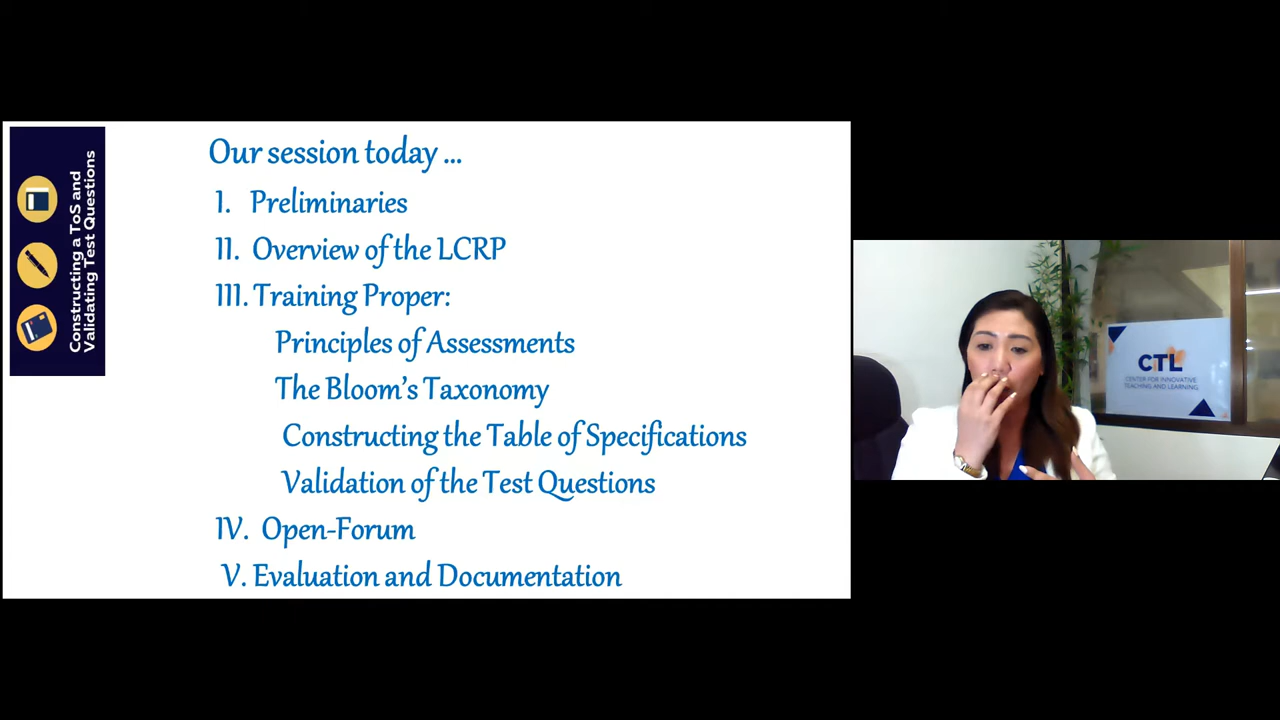 Constructing a ToS and
Validating Test Questions
Our session today ...
I. Preliminaries
II. Overview of the LCRP
III. Training Proper:
Principles of Assessments
The Bloom's Taxonomy
Constructing the Table of Specifications
Validation of the Test Questions
IV. Open-Forum
V. Evaluation and Documentation
CTL
CENTER FOR INNOVATIVE
TEACHING AND LEARNING